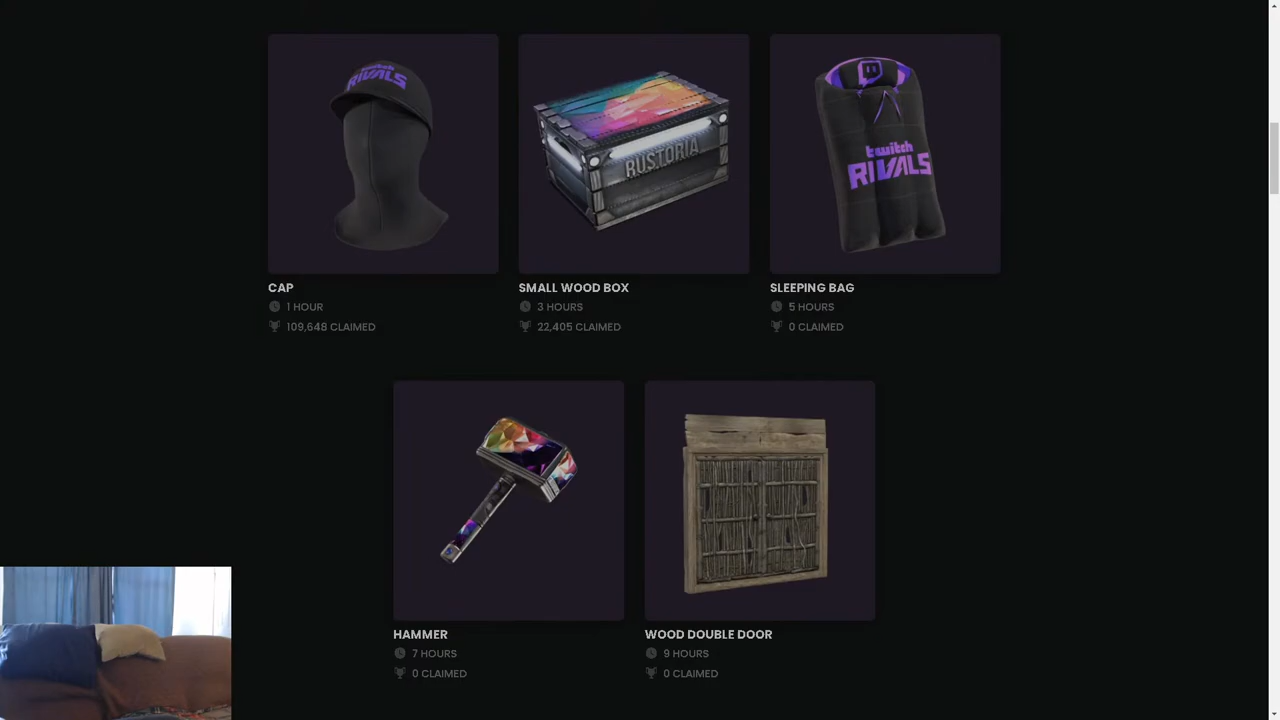 twitch
RIVALS
RUSTORIA
twitch
RIVALS
CAP
1 HOUR
109,648 CLAIMED
SMALL WOOD BOX
3 HOURS
22,405 CLAIMED
SLEEPING BAG
5 HOURS
0 CLAIMED
HAMMER
7 HOURS
0 CLAIMED
WOOD DOUBLE DOOR
9 HOURS
0 CLAIMED